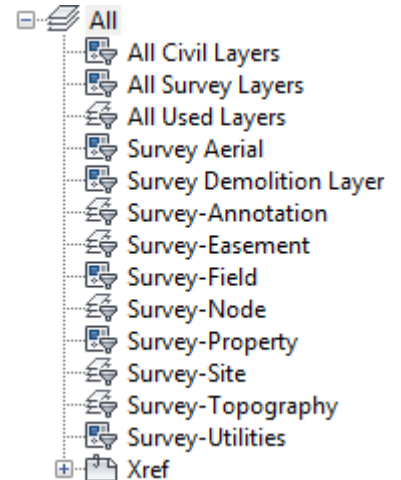 All
All Civil Layers
All Survey Layers
All Used Layers
Survey Aerial
Survey Demolition Layer
Survey-Annotation
Survey-Easement
Survey-Field
Survey-Node
Survey-Property
Survey-Site
Survey-Topography
Survey-Utilities
Xref